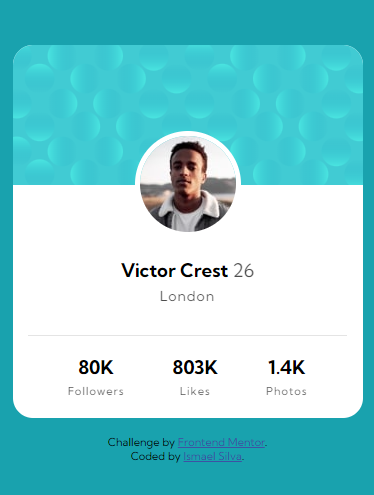 Victor Crest 26
London
80K 803K 1.4K
Followers Likes Photos
Challenge by Frontend Mentor.
Coded by Ismael Silva.